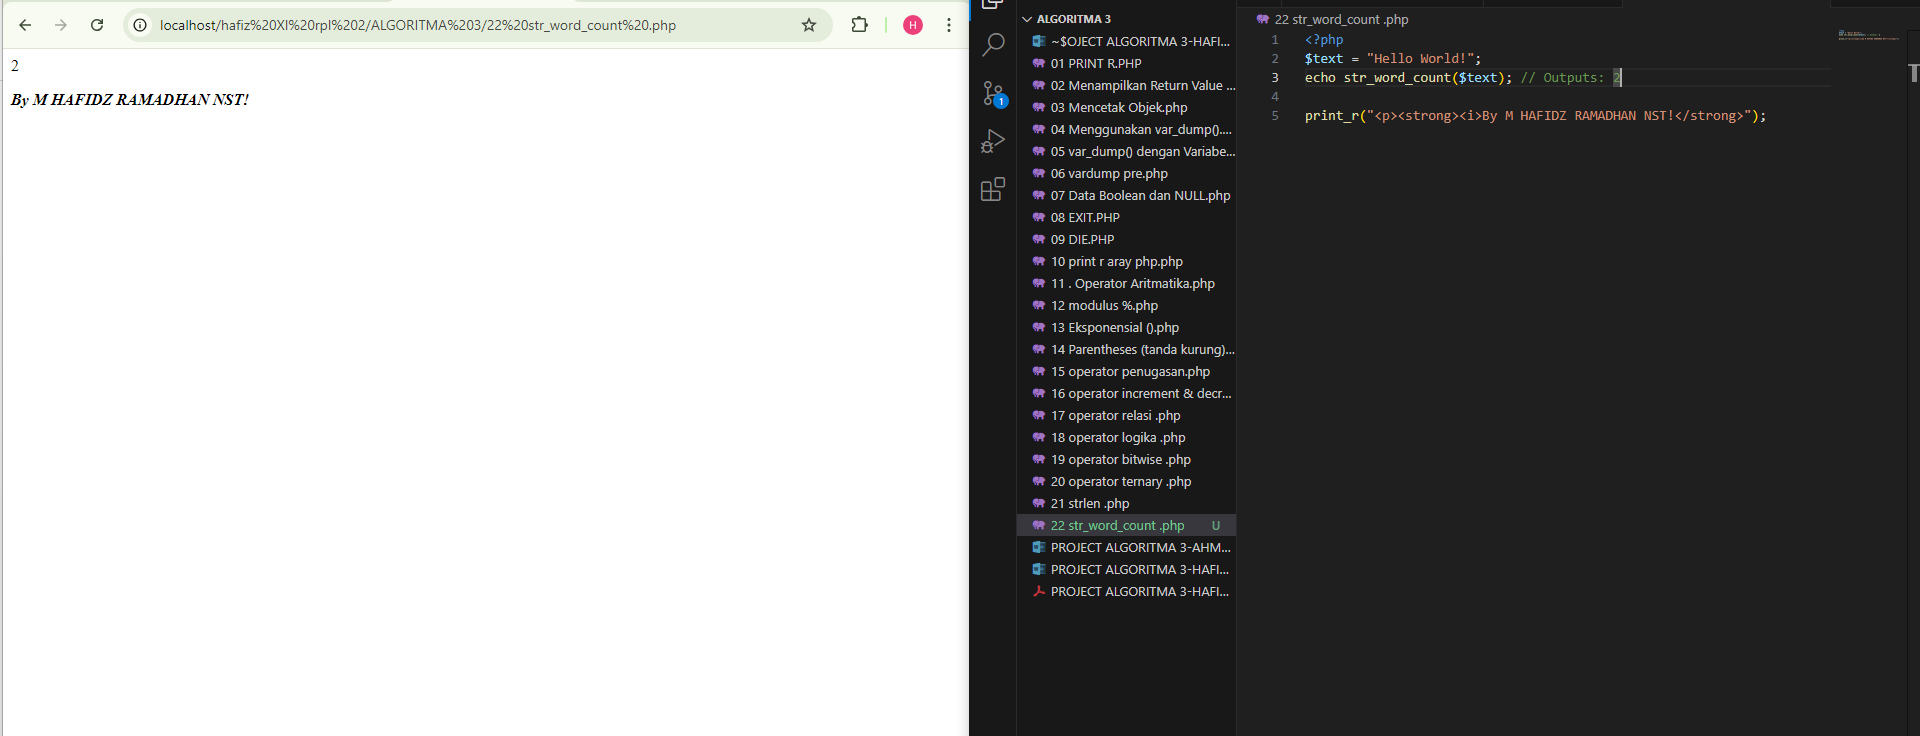 localhost/hafiz%20XI%20rpl%202/ALGORITMA%203/22%20str_word_count%20.php
H
2
By M HAFIDZ RAMADHAN NST!
1
ALGORITMA 3
~$OJECT ALGORITMA 3-HAFI...
01 PRINT R.PHP
02 Menampilkan Return Value ...
03 Mencetak Objek.php
04 Menggunakan var_dump()....
05 var_dump() dengan Variabe...
06 vardump pre.php
07 Data Boolean dan NULL.php
08 EXIT.PHP
09 DIE.PHP
10 print r aray php.php
11 . Operator Aritmatika.php
12 modulus %.php
13 Eksponensial ().php
14 Parentheses (tanda kurung)...
15 operator penugasan.php
16 operator increment & decr...
17 operator relasi .php
18 operator logika .php
19 operator bitwise .php
20 operator ternary .php
21 strlen .php
22 str_word_count .php U
PROJECT ALGORITMA 3-AHM...
PROJECT ALGORITMA 3-HAFI...
PROJECT ALGORITMA 3-HAFI...
22 str_word_count .php
1 <?php
2 $text = "Hello World!";
3 echo str_word_count($text); // Outputs: 2
4
5 print_r("<p><strong><i>By M HAFIDZ RAMADHAN NST!</strong>");